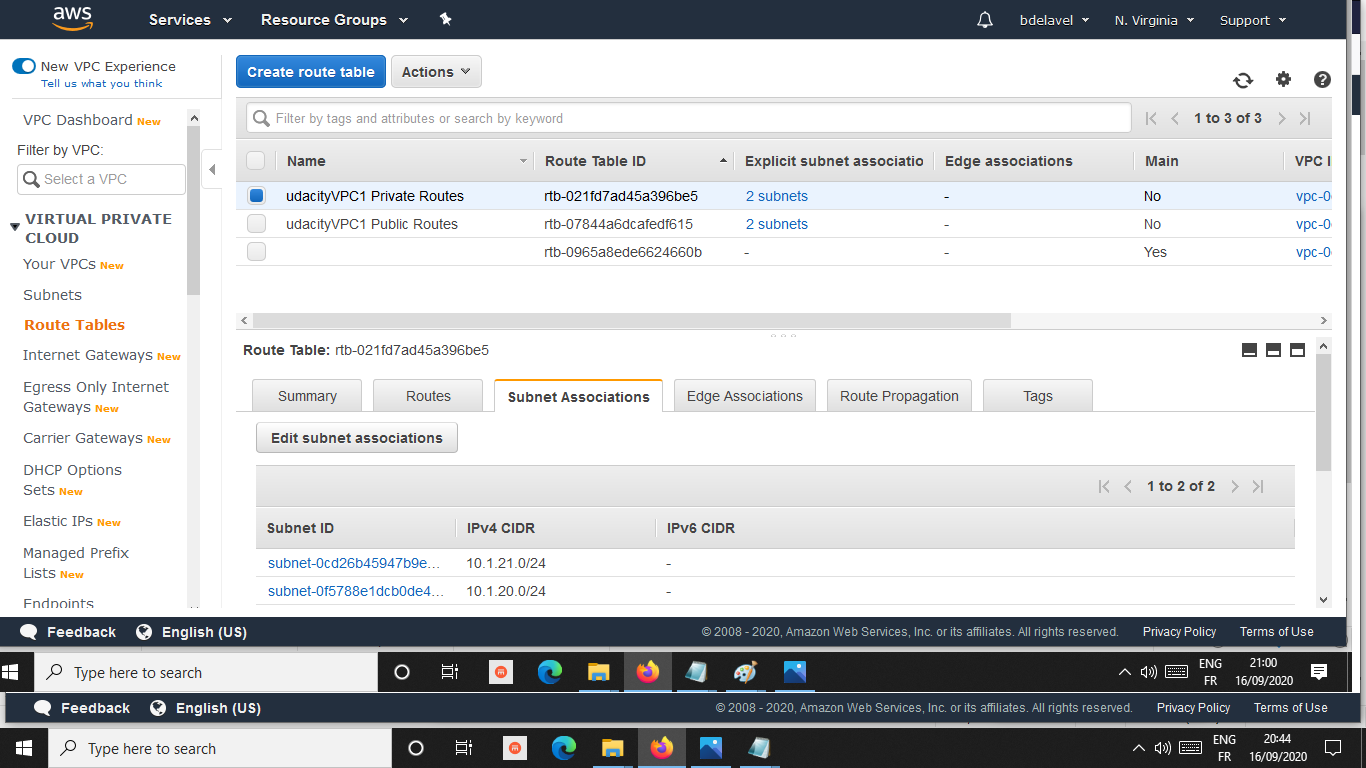 aws Services Resource Groups bdelavel N. Virginia Support
New VPC Experience
Tell us what you think
VPC Dashboard New
Filter by VPC:
Select a VPC
VIRTUAL PRIVATE
CLOUD
Your VPCs New
Subnets
Route Tables
Internet Gateways New
Egress Only Internet
Gateways New
Carrier Gateways New
DHCP Options
Sets New
Elastic IPs New
Managed Prefix
Lists New
Endpoints
Create route table Actions
Filter by tags and attributes or search by keyword 1 to 3 of 3
Name Route Table ID Explicit subnet associatio Edge associations Main VPC I
udacityVPC1 Private Routes rtb-021fd7ad45a396be5 2 subnets - No vpc-0
udacityVPC1 Public Routes rtb-07844a6dcafedf615 2 subnets - No vpc-0
rtb-0965a8ede6624660b - - Yes vpc-0
Route Table: rtb-021fd7ad45a396be5
Summary Routes Subnet Associations Edge Associations Route Propagation Tags
Edit subnet associations
1 to 2 of 2
Subnet ID IPv4 CIDR IPv6 CIDR
subnet-0cd26b45947b9e... 10.1.21.0/24 -
subnet-0f5788e1dcb0de4... 10.1.20.0/24 -
Feedback English (US) © 2008 - 2020, Amazon Web Services, Inc. or its affiliates. All rights reserved. Privacy Policy Terms of Use
Type here to search ENG 21:00
FR 16/09/2020
Feedback English (US) © 2008 - 2020, Amazon Web Services, Inc. or its affiliates. All rights reserved. Privacy Policy Terms of Use
Type here to search ENG 20:44
FR 16/09/2020